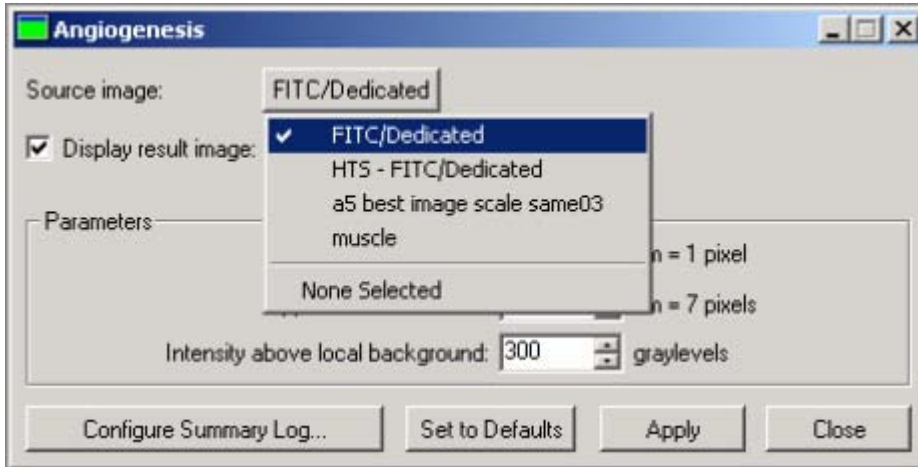 Angiogenesis
Source image: FITC/Dedicated
FITC/Dedicated
Display result image:
HTS - FITC/Dedicated
a5 best image scale same03
Parameters
muscle
= 1 pixel
None Selected
= 7 pixels
Intensity above local background: 300 graylevels
Configure Summary Log... Set to Defaults Apply Close